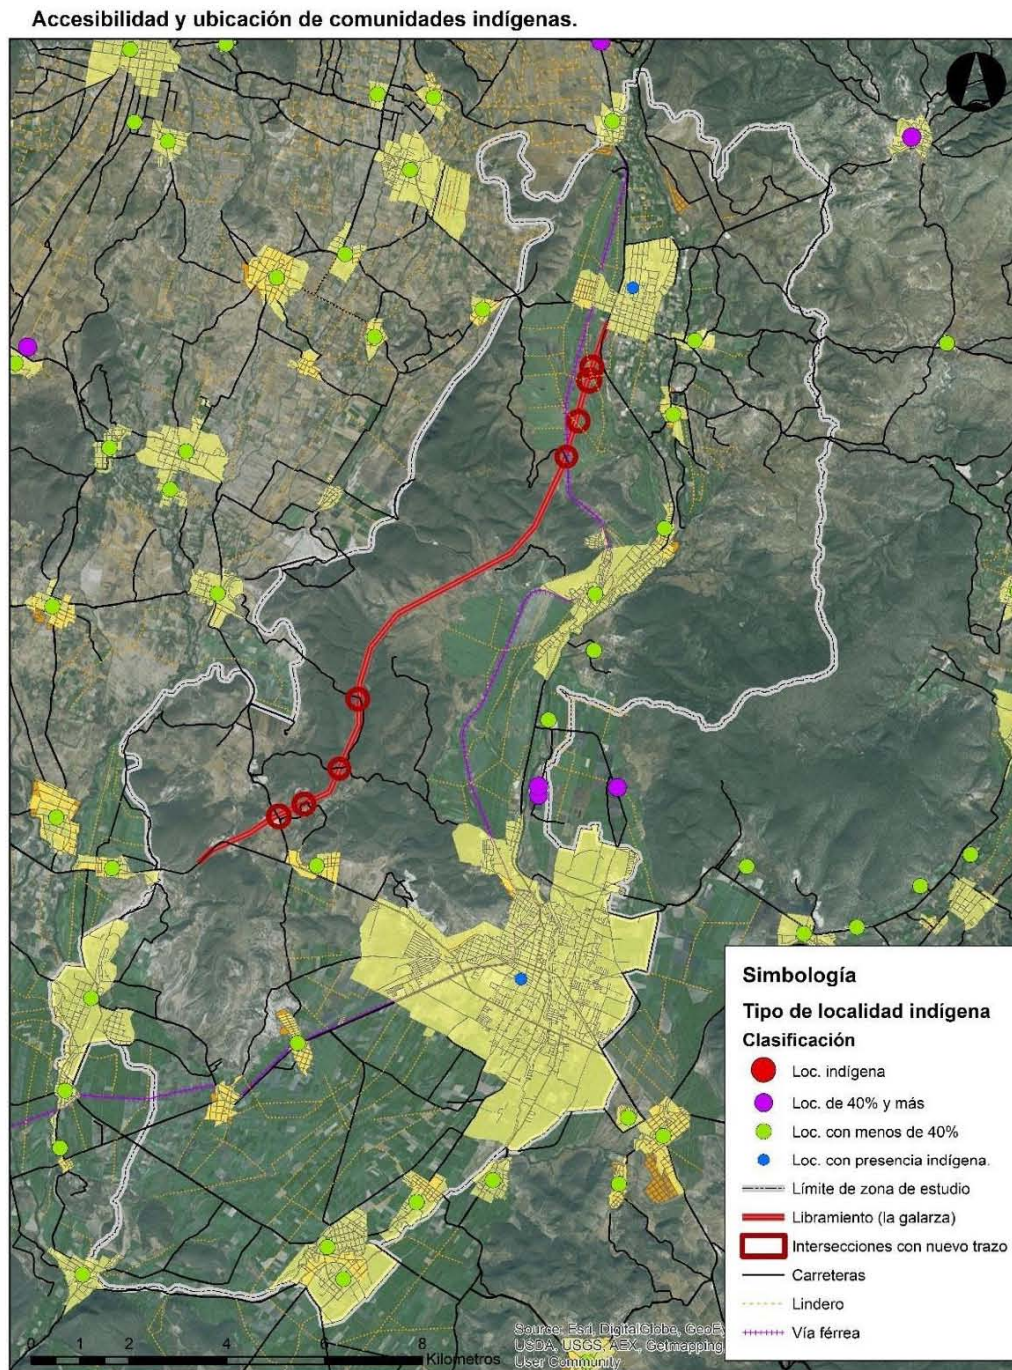 Accesibilidad y ubicación de comunidades indígenas.
Simbología
Tipo de localidad indígena
Clasificación
Loc. indígena
Loc. de 40% y más
Loc. con menos de 40%
Loc. con presencia indígena.
Límite de zona de estudio
Libramiento (la galarza)
Intersecciones con nuevo trazo
Carreteras
Lindero
Vía férrea
0 2 4 6 8
Kilometros
Source: Esri, DigitalGlobe, GeoEy
USDA, USGS, AEX, Getmapping
User Community